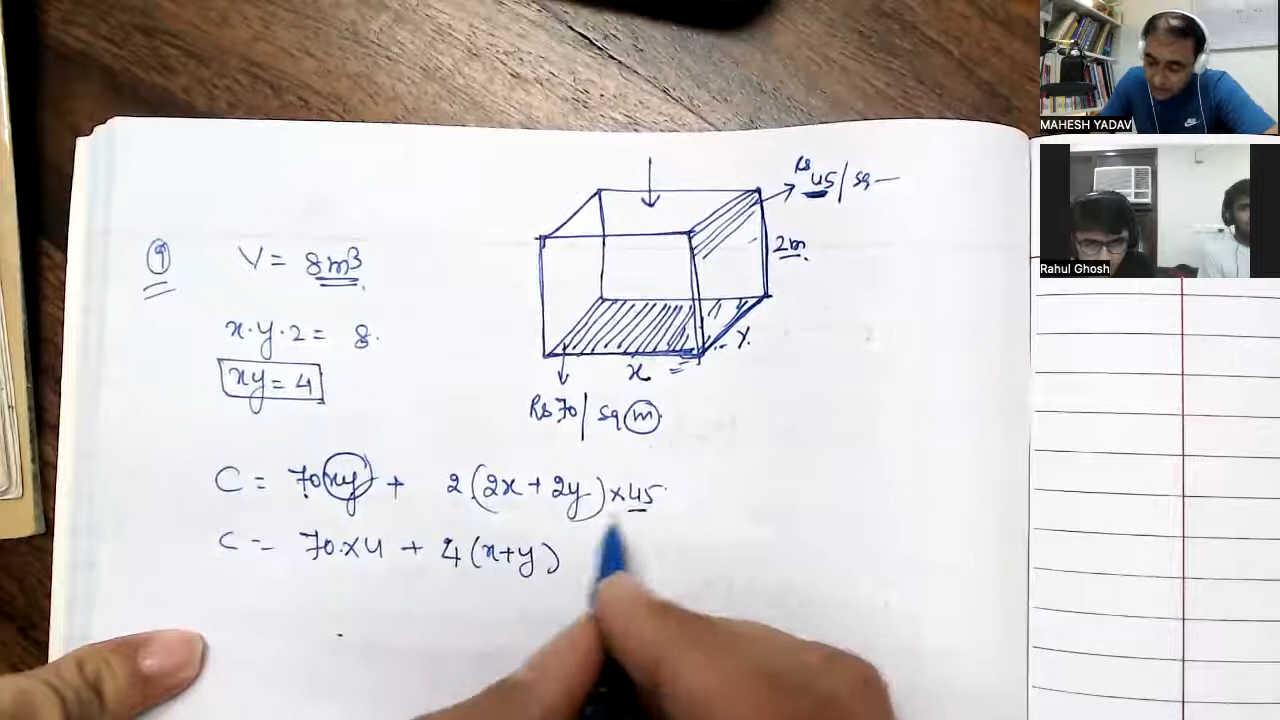 MAHESH YADAV
Rahul Ghosh
Rs 45/sq
2m
9
V = 8m³
x.y.2 = 8.
xy = 4
x
y.
Rs 70/sq m
C = 70xy + 2(2x + 2y) × 45
C = 70.×4 + 4(x+y)